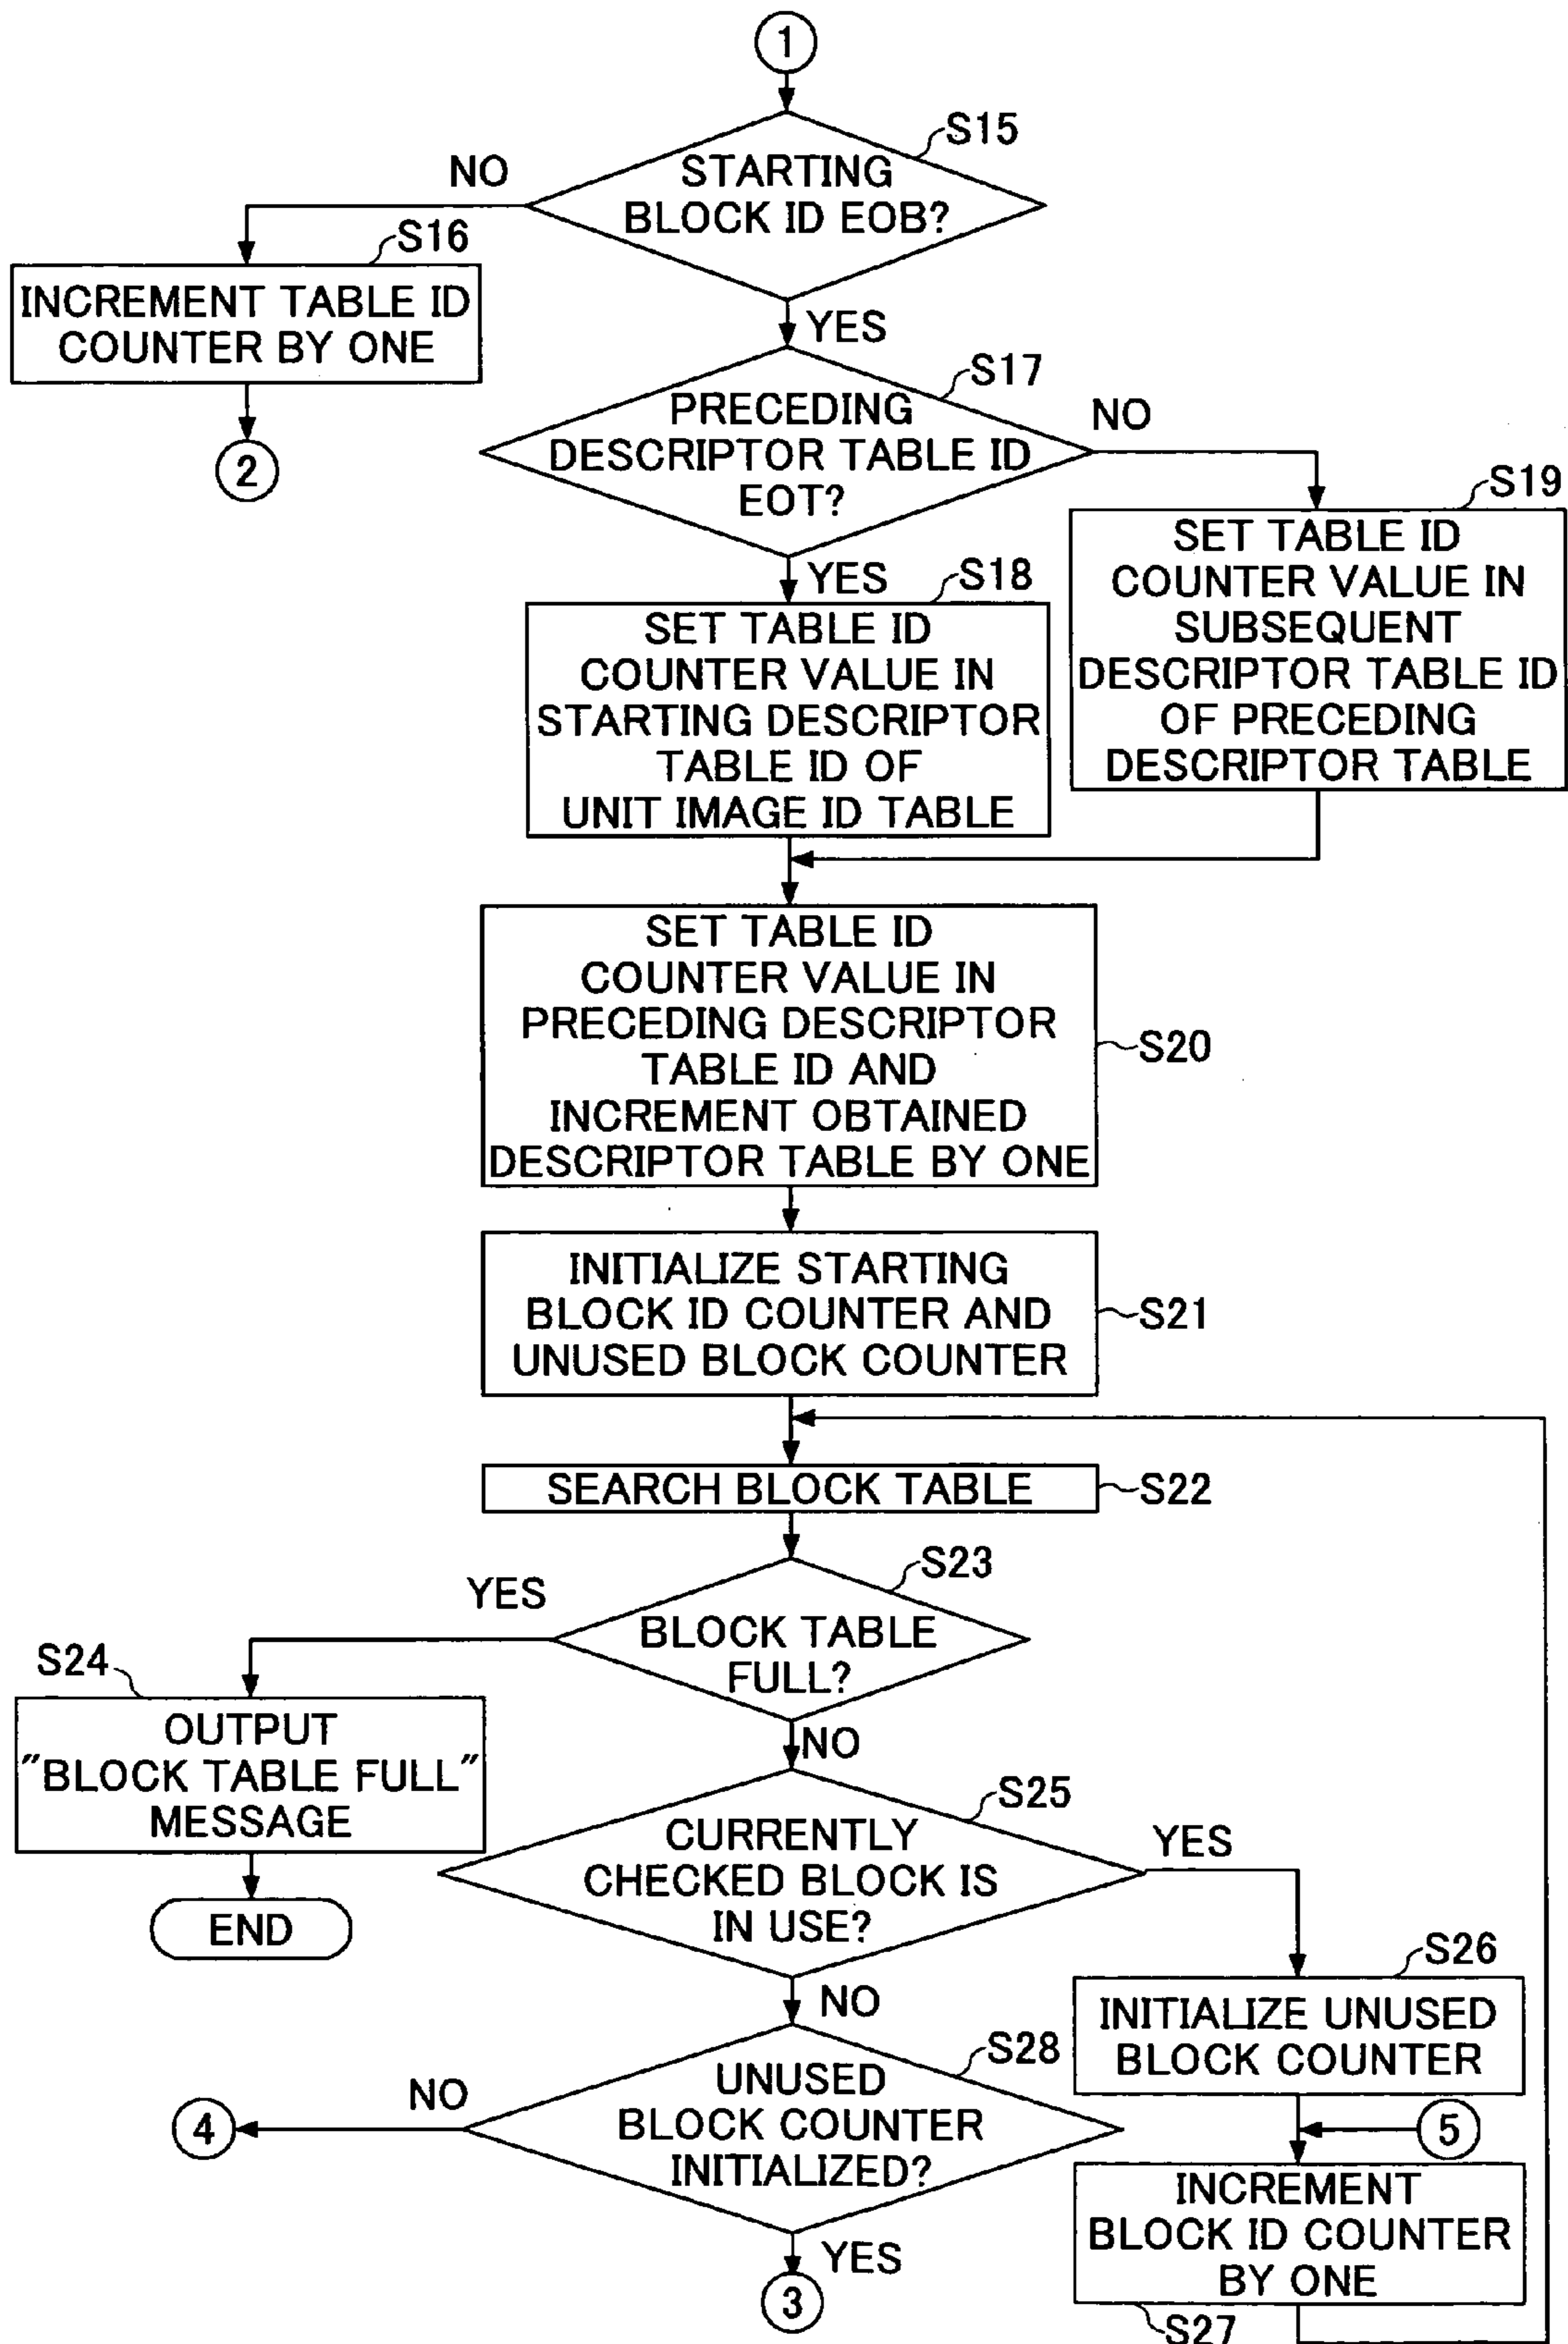 1
S15
NO
STARTING
BLOCK ID EOB?
S16
INCREMENT TABLE ID
COUNTER BY ONE
YES
2
S17
PRECEDING
DESCRIPTOR TABLE ID
EOT?
NO
S19
SET TABLE ID
COUNTER VALUE IN
SUBSEQUENT
DESCRIPTOR TABLE ID
OF PRECEDING
DESCRIPTOR TABLE
YES
S18
SET TABLE ID
COUNTER VALUE IN
STARTING DESCRIPTOR
TABLE ID OF
UNIT IMAGE ID TABLE
SET TABLE ID
COUNTER VALUE IN
PRECEDING DESCRIPTOR
TABLE ID AND
INCREMENT OBTAINED
DESCRIPTOR TABLE BY ONE
S20
INITIALIZE STARTING
BLOCK ID COUNTER AND
UNUSED BLOCK COUNTER
S21
SEARCH BLOCK TABLE
S22
S23
YES
BLOCK TABLE
FULL?
S24
OUTPUT
"BLOCK TABLE FULL"
MESSAGE
END
NO
S25
CURRENTLY
CHECKED BLOCK IS
IN USE?
YES
S26
INITIALIZE UNUSED
BLOCK COUNTER
NO
S28
UNUSED
BLOCK COUNTER
INITIALIZED?
NO
4
5
INCREMENT
BLOCK ID COUNTER
BY ONE
S27
YES
3